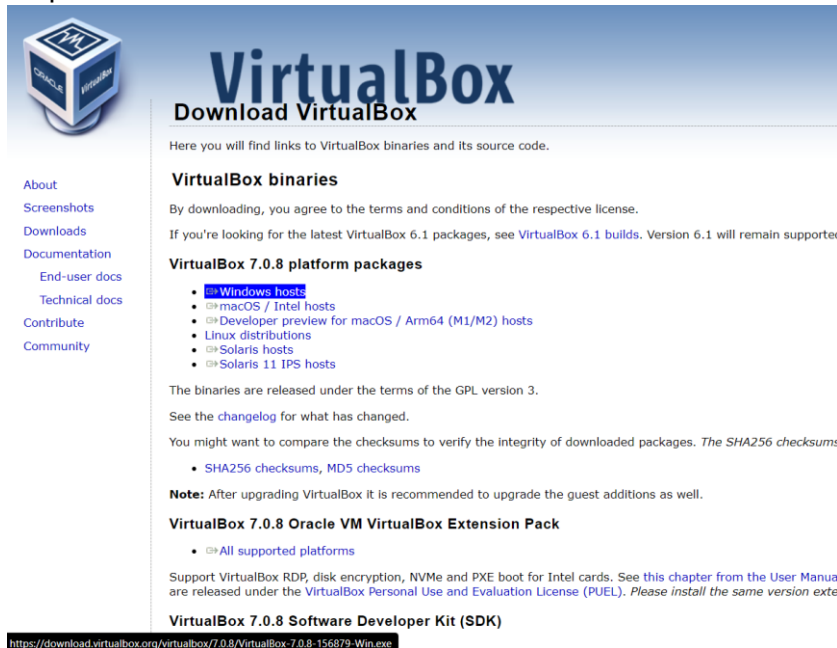 ORACLE
VirtualBox
VirtualBox
Download VirtualBox
Here you will find links to VirtualBox binaries and its source code.
About
Screenshots
Downloads
Documentation
End-user docs
Technical docs
Contribute
Community
VirtualBox binaries
By downloading, you agree to the terms and conditions of the respective license.
If you're looking for the latest VirtualBox 6.1 packages, see VirtualBox 6.1 builds. Version 6.1 will remain supported
VirtualBox 7.0.8 platform packages
Windows hosts
macOS / Intel hosts
Developer preview for macOS / Arm64 (M1/M2) hosts
Linux distributions
Solaris hosts
Solaris 11 IPS hosts
The binaries are released under the terms of the GPL version 3.
See the changelog for what has changed.
You might want to compare the checksums to verify the integrity of downloaded packages. The SHA256 checksums
SHA256 checksums, MD5 checksums
Note: After upgrading VirtualBox it is recommended to upgrade the guest additions as well.
VirtualBox 7.0.8 Oracle VM VirtualBox Extension Pack
All supported platforms
Support VirtualBox RDP, disk encryption, NVMe and PXE boot for Intel cards. See this chapter from the User Manua
are released under the VirtualBox Personal Use and Evaluation License (PUEL). Please install the same version exte
VirtualBox 7.0.8 Software Developer Kit (SDK)
https://download.virtualbox.org/virtualbox/7.0.8/VirtualBox-7.0.8-156879-Win.exe